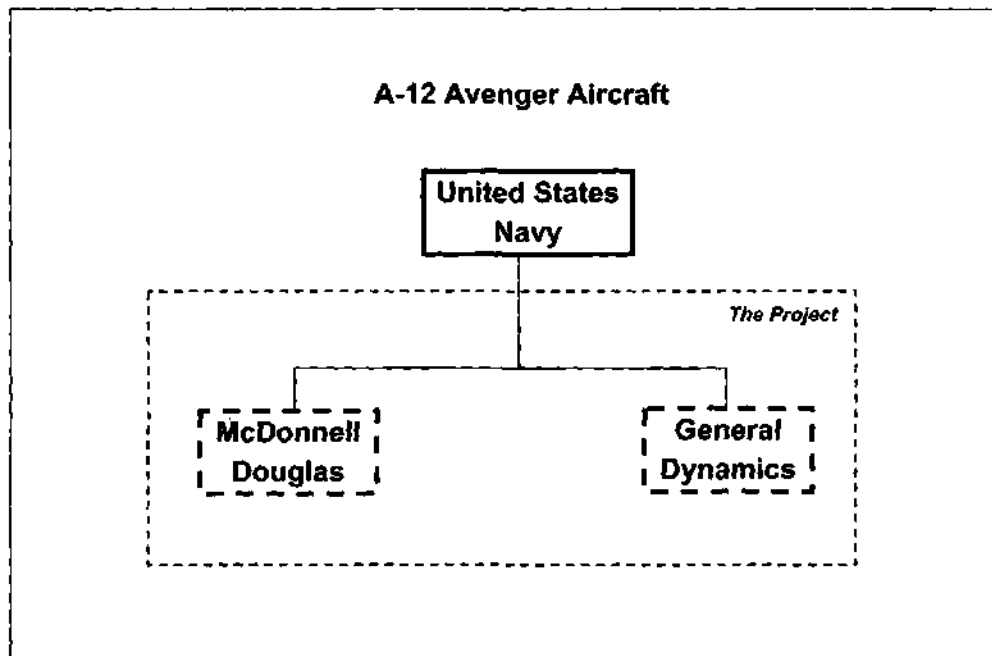 A-12 Avenger Aircraft
United States
Navy
The Project
McDonnell
Douglas
General
Dynamics